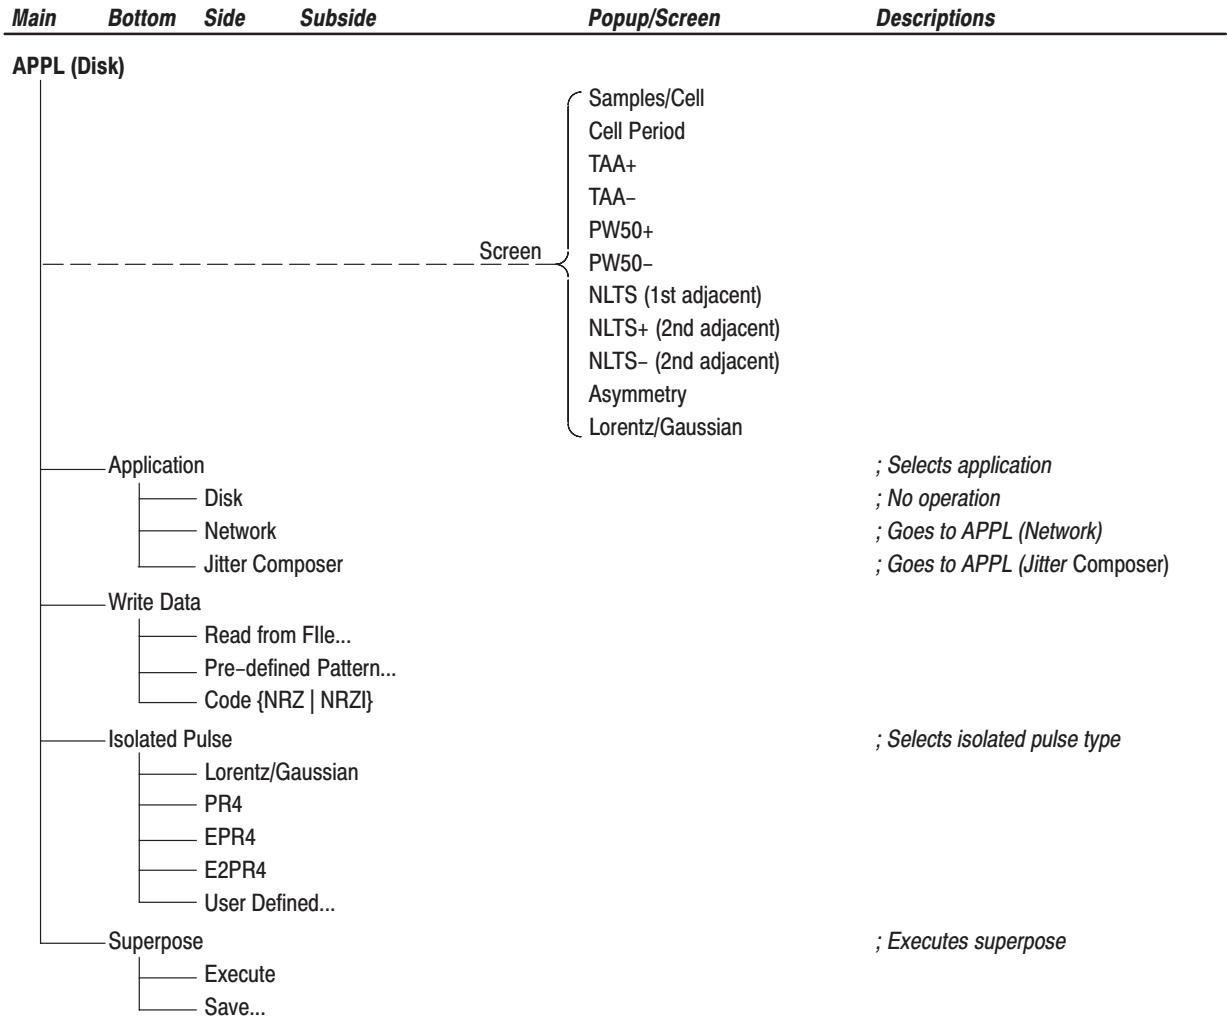 Main Bottom Side Subside Popup/Screen Descriptions
APPL (Disk)
Samples/Cell
Cell Period
TAA+
TAA−
PW50+
Screen
PW50−
NLTS (1st adjacent)
NLTS+ (2nd adjacent)
NLTS− (2nd adjacent)
Asymmetry
Lorentz/Gaussian
Application ; Selects application
Disk ; No operation
Network ; Goes to APPL (Network)
Jitter Composer ; Goes to APPL (Jitter Composer)
Write Data
Read from FIle...
Pre−defined Pattern...
Code {NRZ | NRZI}
Isolated Pulse ; Selects isolated pulse type
Lorentz/Gaussian
PR4
EPR4
E2PR4
User Defined...
Superpose ; Executes superpose
Execute
Save...